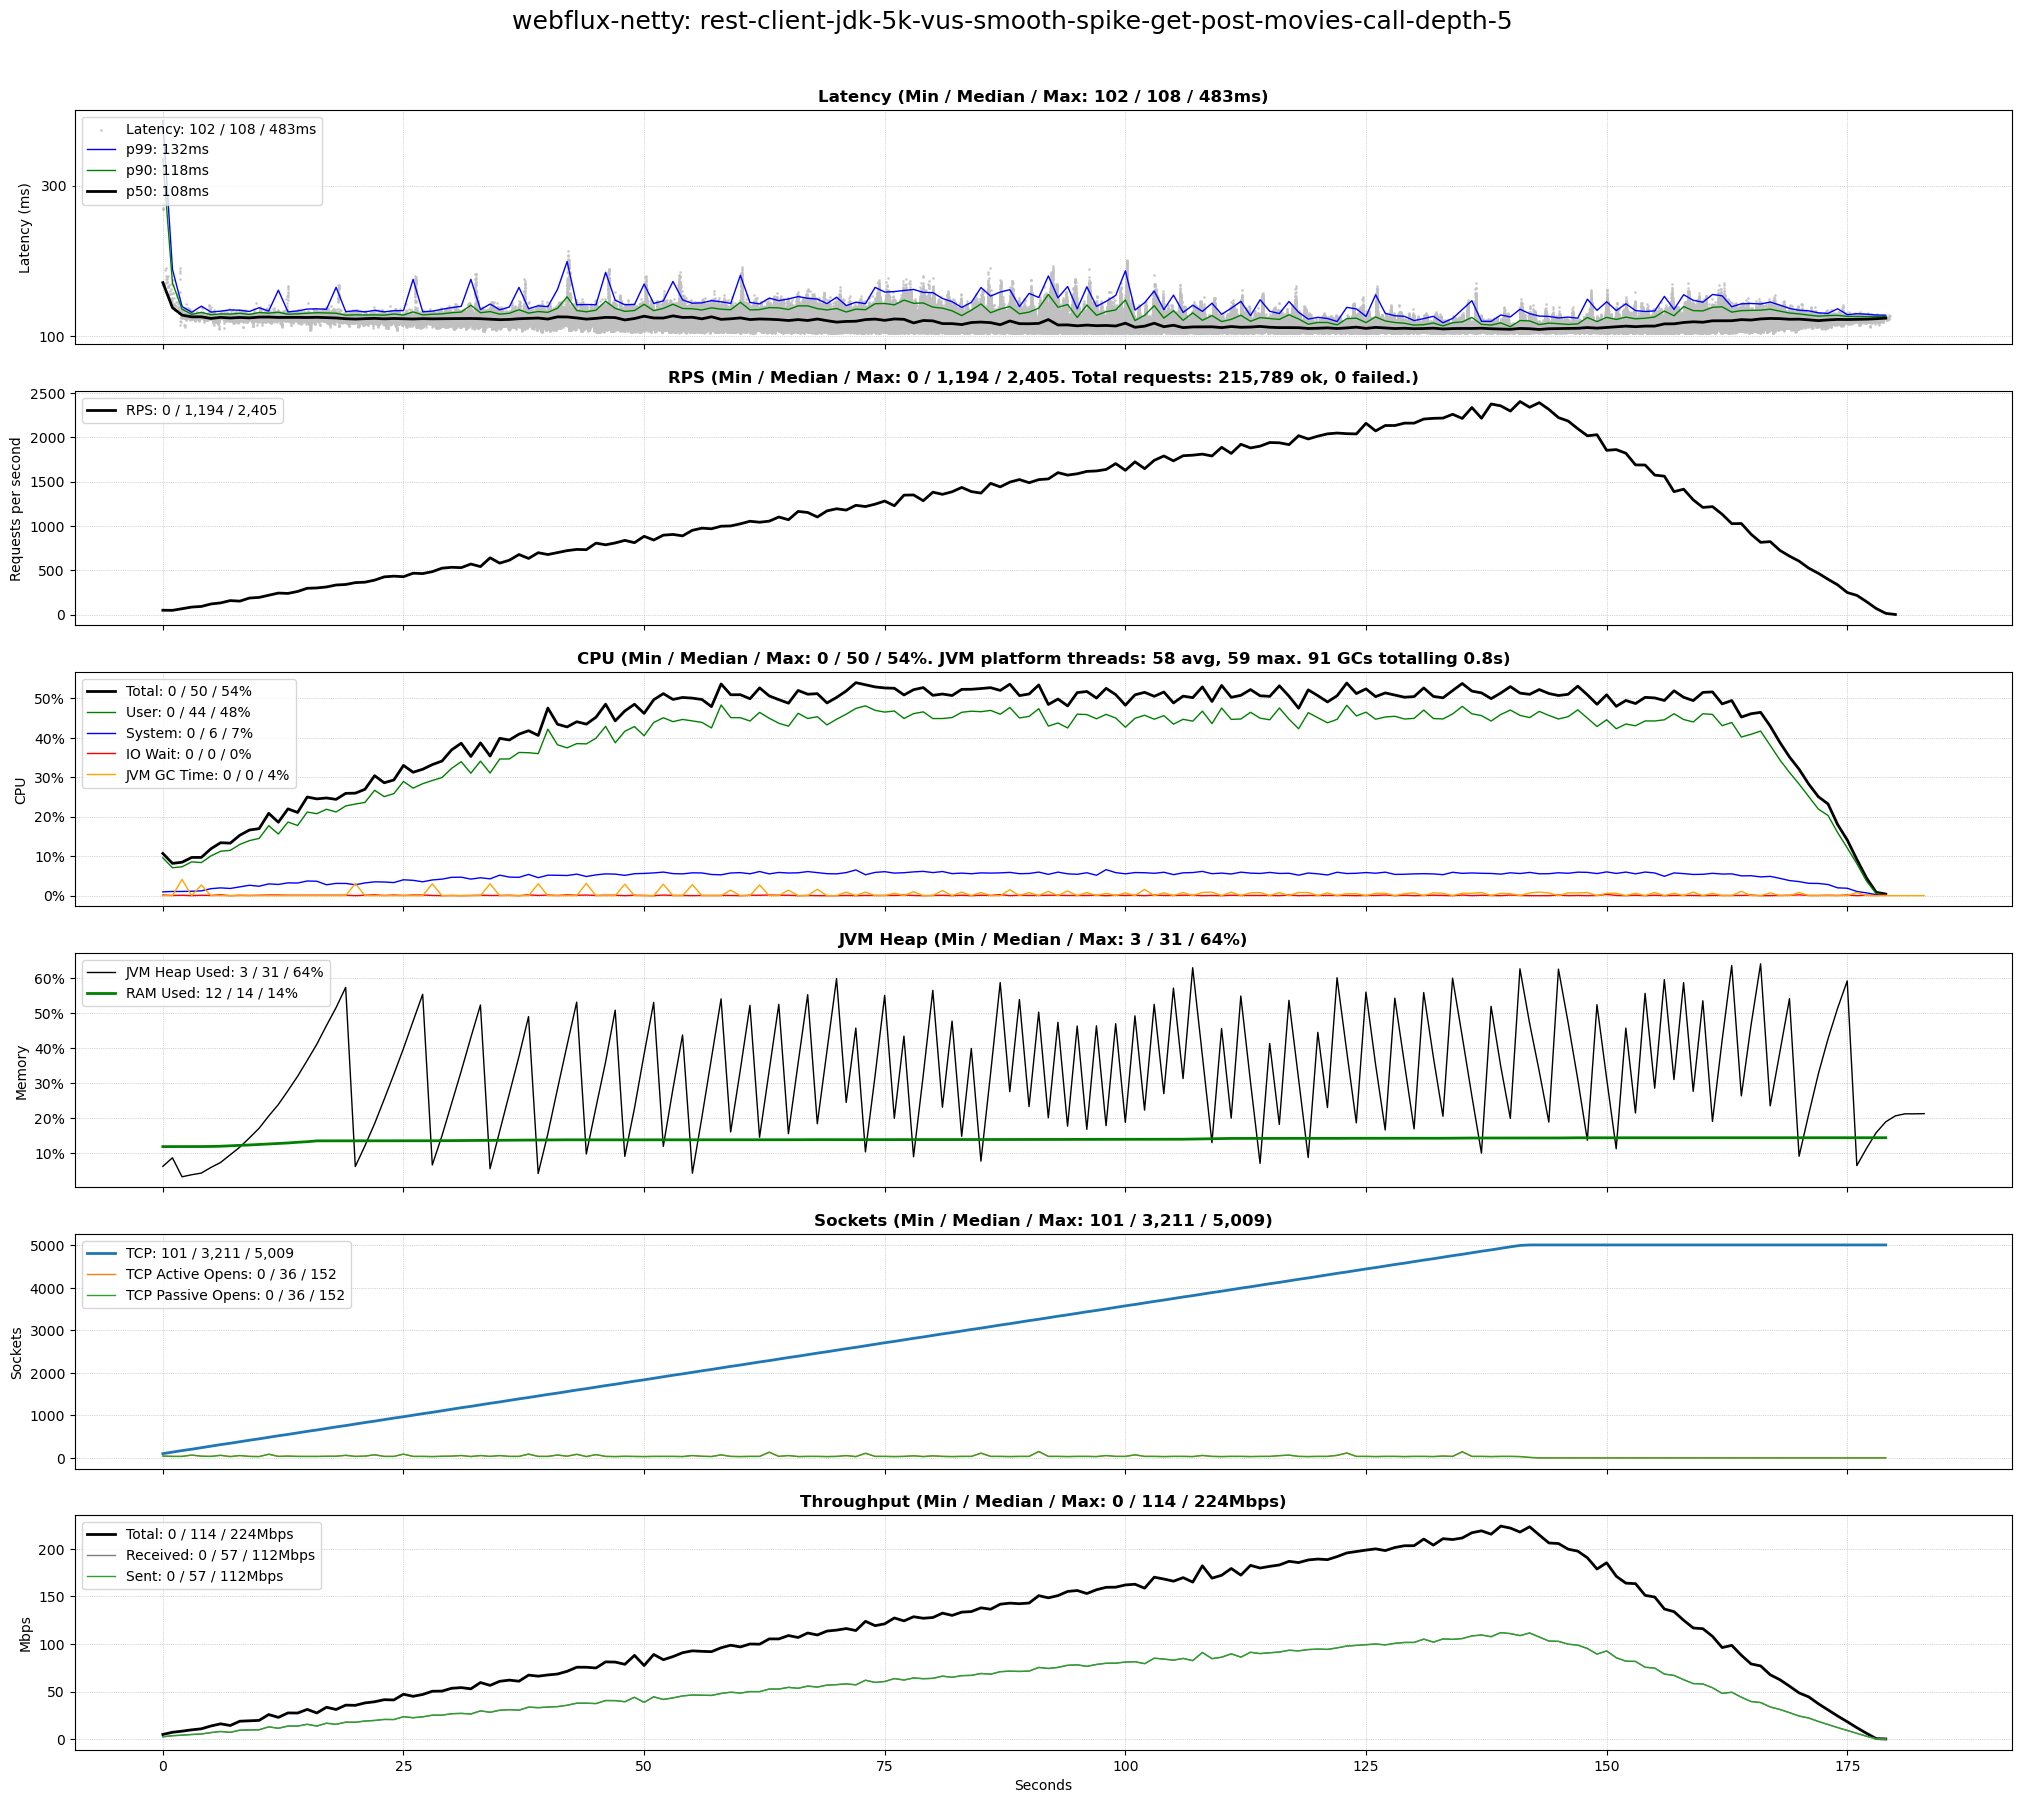 webflux-netty: rest-client-jdk-5k-vus-smooth-spike-get-post-movies-call-depth-5
Latency (Min / Median / Max: 102 / 108 / 483ms)
Latency: 102 / 108 / 483ms
p99: 132ms
p90: 118ms
p50: 108ms
Latency (ms)
300
100
RPS (Min / Median / Max: 0 / 1,194 / 2,405. Total requests: 215,789 ok, 0 failed.)
RPS: 0 / 1,194 / 2,405
Requests per second
2500
2000
1500
1000
500
0
CPU (Min / Median / Max: 0 / 50 / 54%. JVM platform threads: 58 avg, 59 max. 91 GCs totalling 0.8s)
Total: 0 / 50 / 54%
User: 0 / 44 / 48%
System: 0 / 6 / 7%
IO Wait: 0 / 0 / 0%
JVM GC Time: 0 / 0 / 4%
CPU
50%
40%
30%
20%
10%
0%
JVM Heap (Min / Median / Max: 3 / 31 / 64%)
JVM Heap Used: 3 / 31 / 64%
RAM Used: 12 / 14 / 14%
Memory
60%
50%
40%
30%
20%
10%
Sockets (Min / Median / Max: 101 / 3,211 / 5,009)
TCP: 101 / 3,211 / 5,009
TCP Active Opens: 0 / 36 / 152
TCP Passive Opens: 0 / 36 / 152
Sockets
5000
4000
3000
2000
1000
0
Throughput (Min / Median / Max: 0 / 114 / 224Mbps)
Total: 0 / 114 / 224Mbps
Received: 0 / 57 / 112Mbps
Sent: 0 / 57 / 112Mbps
Mbps
200
150
100
50
0
0 25 50 75 100 125 150 175
Seconds